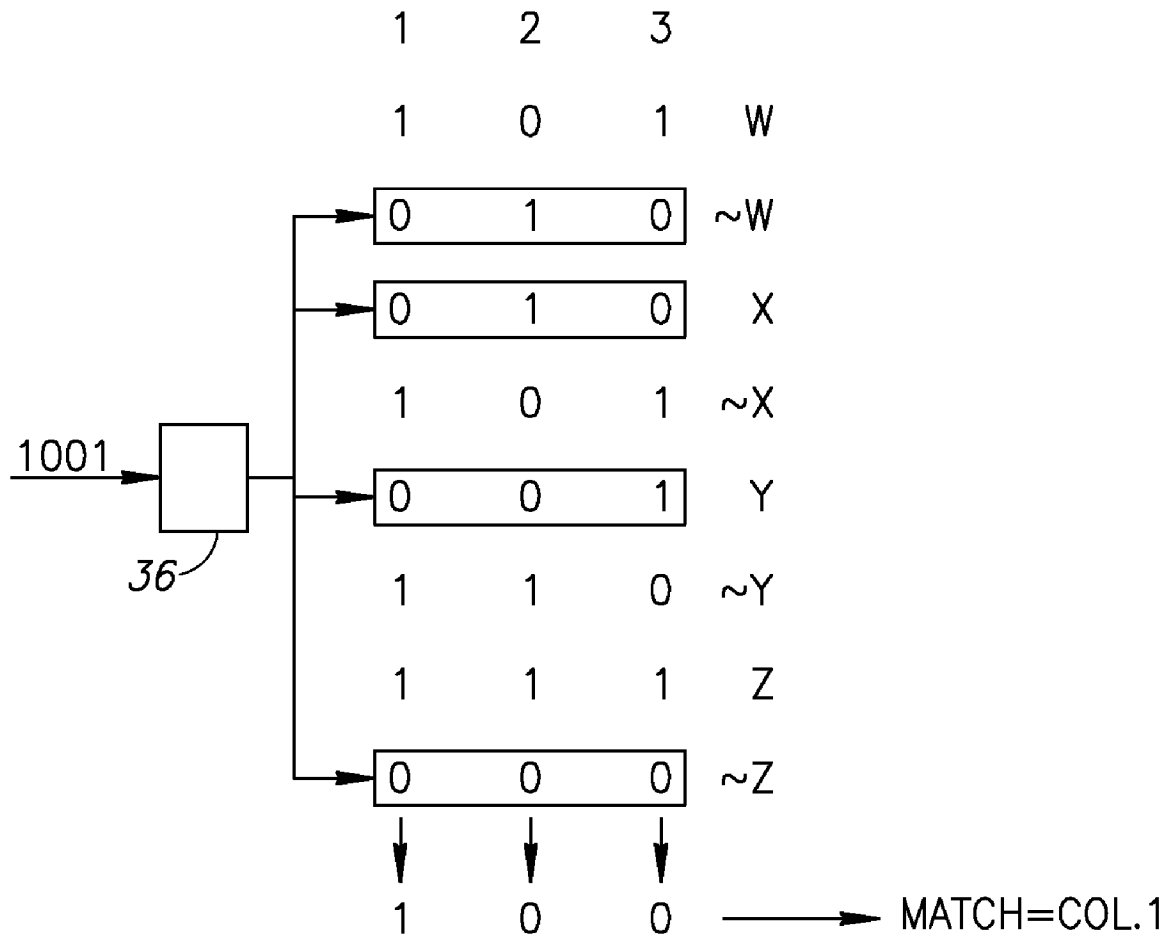 1 2 3
1 0 1 W
0 1 0 ~W
0 1 0 X
1 0 1 ~X
1001
0 0 1 Y
36
1 1 0 ~Y
1 1 1 Z
0 0 0 ~Z
1 0 0 MATCH=COL.1